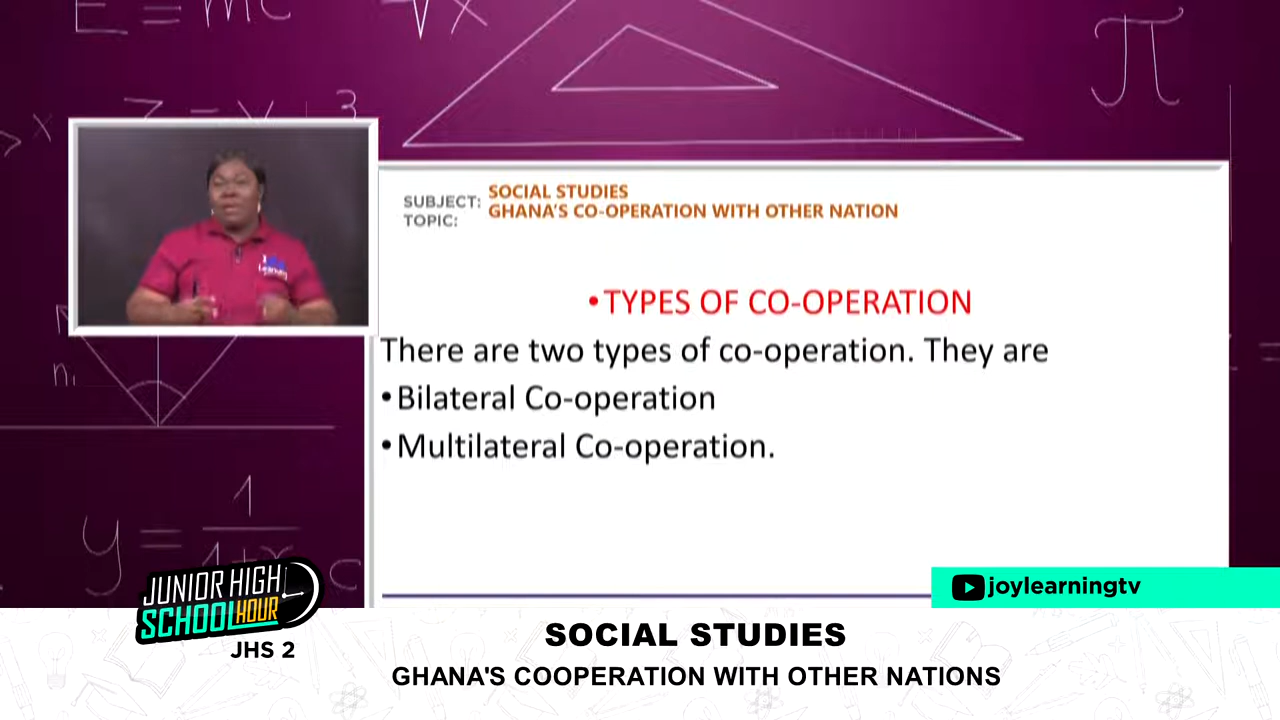 E = mc
√x
π
SUBJECT: SOCIAL STUDIES
TOPIC: GHANA'S CO-OPERATION WITH OTHER NATION
•TYPES OF CO-OPERATION
There are two types of co-operation. They are
•Bilateral Co-operation
•Multilateral Co-operation.
y = 1
joylearningtv
JUNIOR HIGH
SCHOOL HOUR
JHS 2
SOCIAL STUDIES
GHANA'S COOPERATION WITH OTHER NATIONS